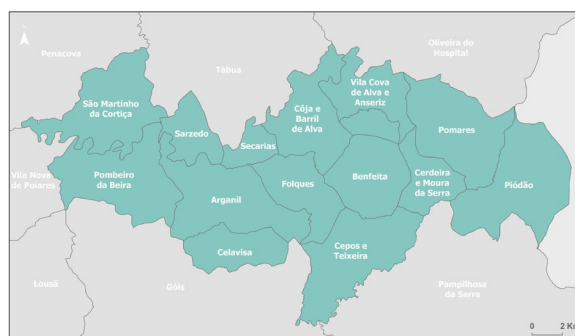 Penacova
Tábua
Oliveira do
Hospital
São Martinho
da Cortiça
Sarzedo
Secarias
Côja e
Barril de
Alva
Vila Cova
de Alva e
Anseriz
Pomares
Vila Nova
de Poiares
Pombeiro
da Beira
Arganil
Folques
Benfeita
Cerdeira e
Moura da
Serra
Piódão
Celavisa
Cepos e
Teixeira
Lousã
Góis
Pampilhosa
da Serra
0 2 K